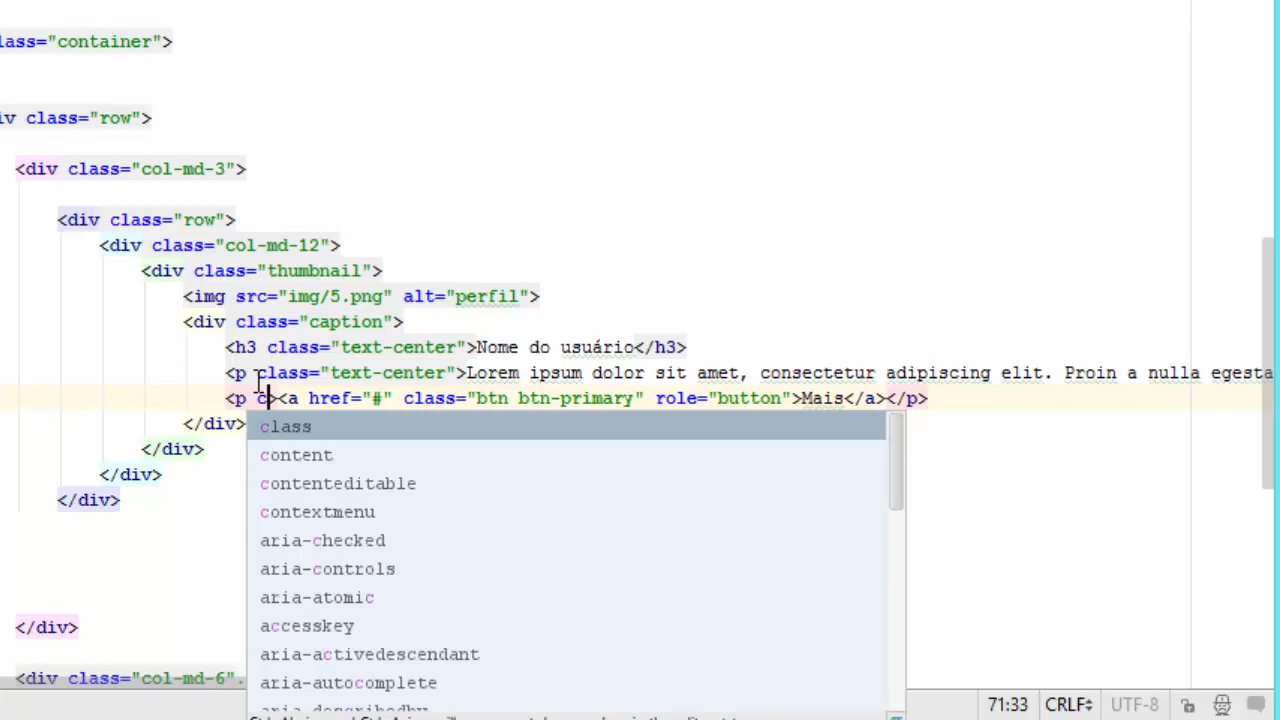 lass="container">
iv class="row">
<div class="col-md-3">
<div class="row">
<div class="col-md-12">
<div class="thumbnail">
<img src="img/5.png" alt="perfil">
<div class="caption">
<h3 class="text-center">Nome do usuário</h3>
<p class="text-center">Lorem ipsum dolor sit amet, consectetur adipiscing elit. Proin a nulla egesta
<p c><a href="#" class="btn btn-primary" role="button">Mais</a></p>
</div>
class
content
</div>
contenteditable
</div>
contextmenu
</div>
aria-checked
aria-controls
aria-atomic
accesskey
</div>
aria-activedescendant
<div class="col-md-6".
aria-autocomplete
aria-describedby
71:33 CRLF UTF-8